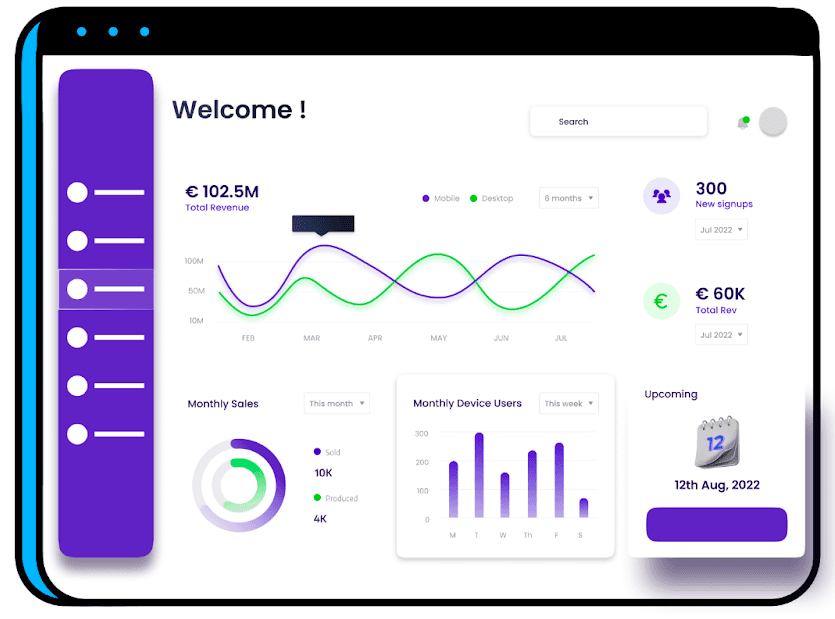 Welcome !
Search
€ 102.5M
Total Revenue
Mobile
Desktop
6 months
300
New signups
Jul 2022
100M
50M
10M
FEB MAR APR MAY JUN JUL
€
€ 60K
Total Rev
Jul 2022
Monthly Sales
This month
Sold
10K
Produced
4K
Monthly Device Users
This week
300
200
100
0
M T W Th F S
Upcoming
12
12th Aug, 2022